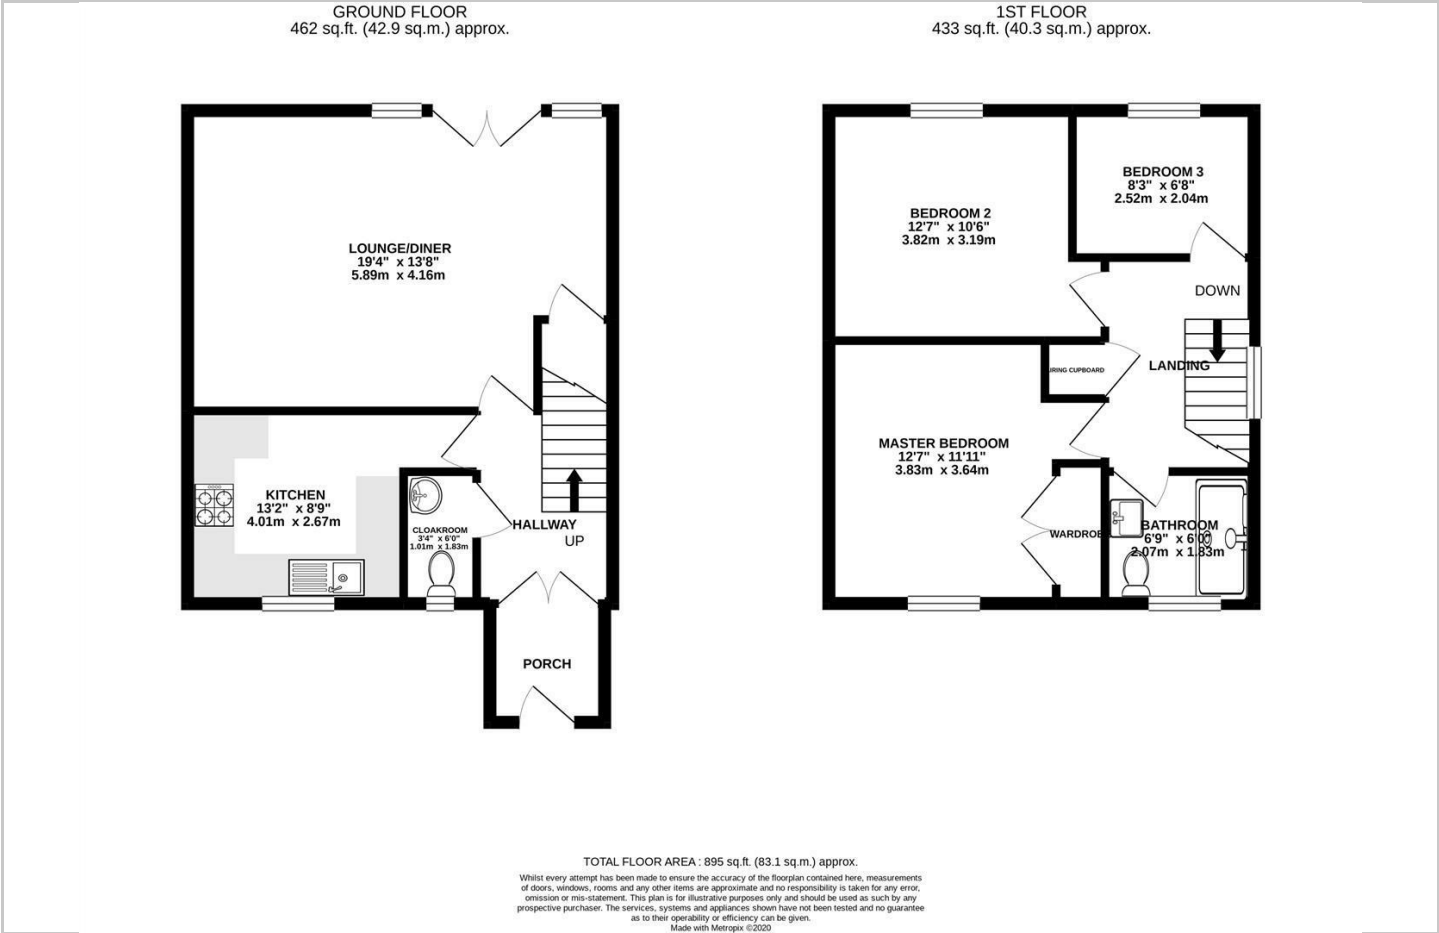 GROUND FLOOR
462 sq.ft. (42.9 sq.m.) approx.
1ST FLOOR
433 sq.ft. (40.3 sq.m.) approx.
LOUNGE/DINER
19'4" x 13'8"
5.89m x 4.16m
KITCHEN
13'2" x 8'9"
4.01m x 2.67m
CLOAKROOM
3'4" x 6'0"
1.01m x 1.83m
HALLWAY
UP
PORCH
BEDROOM 2
12'7" x 10'6"
3.82m x 3.19m
BEDROOM 3
8'3" x 6'8"
2.52m x 2.04m
DOWN
LANDING
IRING CUPBOARD
MASTER BEDROOM
12'7" x 11'11"
3.83m x 3.64m
WARDROBE
BATHROOM
6'9" x 6'0"
2.07m x 1.83m
TOTAL FLOOR AREA : 895 sq.ft. (83.1 sq.m.) approx.
Whilst every attempt has been made to ensure the accuracy of the floorplan contained here, measurements
of doors, windows, rooms and any other items are approximate and no responsibility is taken for any error,
omission or mis-statement. This plan is for illustrative purposes only and should be used as such by any
prospective purchaser. The services, systems and appliances shown have not been tested and no guarantee
as to their operability or efficiency can be given.
Made with Metropix ©2020